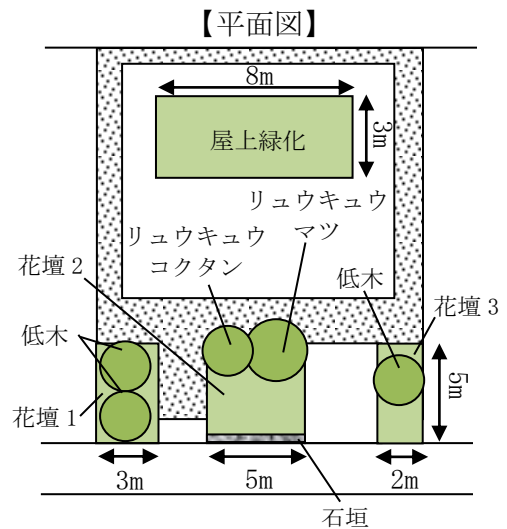 【平面図】
8m
屋上緑化
3m
リュウキュウ
マツ
リュウキュウ
コクタン
花壇 2
低木
花壇 3
低木
花壇 1
5m
3m
5m
2m
石垣